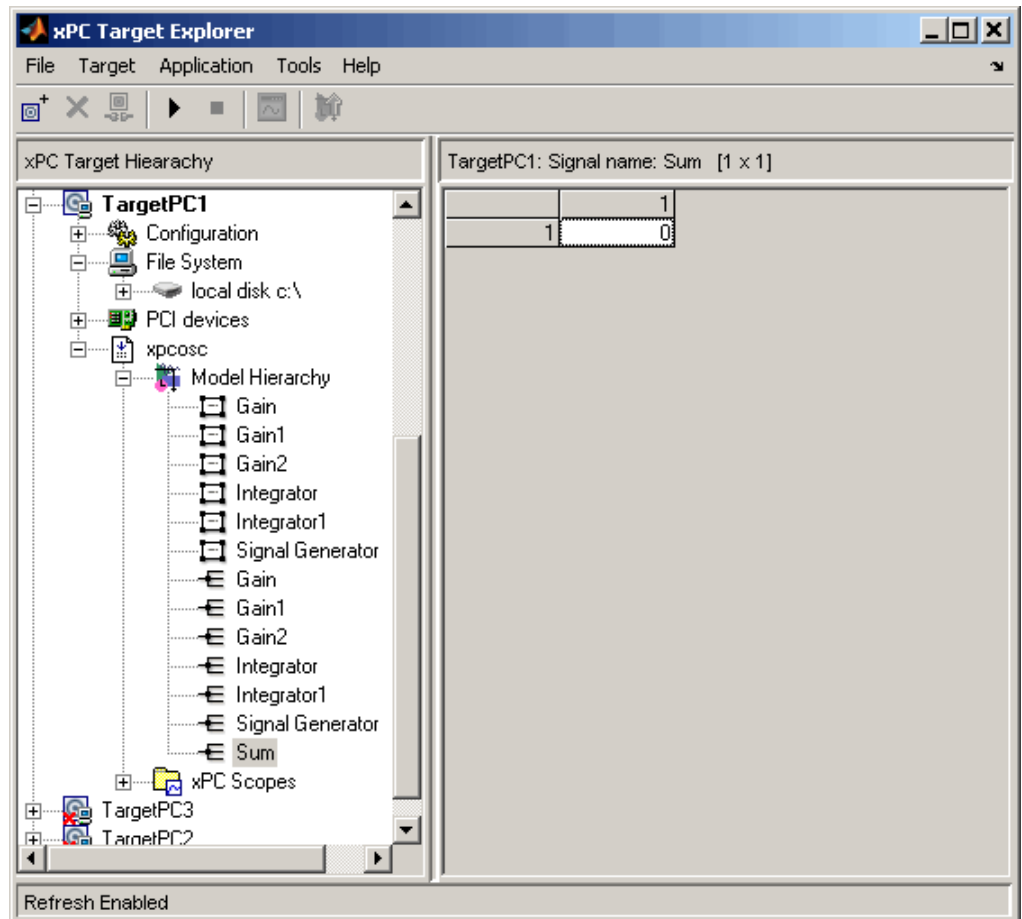 xPC Target Explorer
File Target Application Tools Help
xPC Target Hiearachy
TargetPC1: Signal name: Sum [1 x 1]
TargetPC1
Configuration
File System
local disk c:\
PCI devices
xpcosc
Model Hierarchy
Gain
Gain1
Gain2
Integrator
Integrator1
Signal Generator
Gain
Gain1
Gain2
Integrator
Integrator1
Signal Generator
Sum
xPC Scopes
TargetPC3
TargetPC2
1
1 0
Refresh Enabled